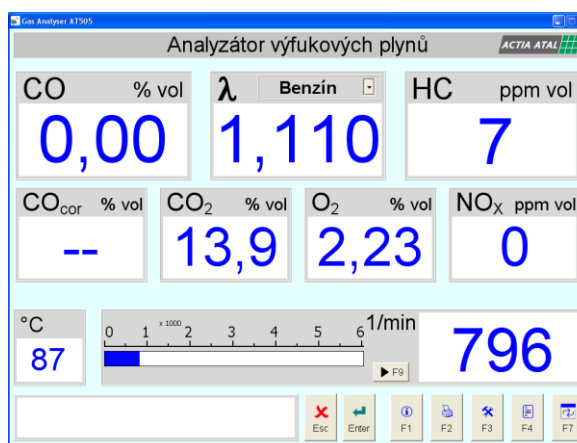 Gas Analyser AT505
Analyzátor výfukových plynů
ACTIA ATAL
CO % vol
λ Benzín
HC ppm vol
0,00
1,110
7
COcor % vol
CO2 % vol
O2 % vol
NOX ppm vol
--
13,9
2,23
0
°C
87
0 1 x 1000 2 3 4 5 6
1/min
796
F9
Esc
Enter
F1
F2
F3
F4
F7